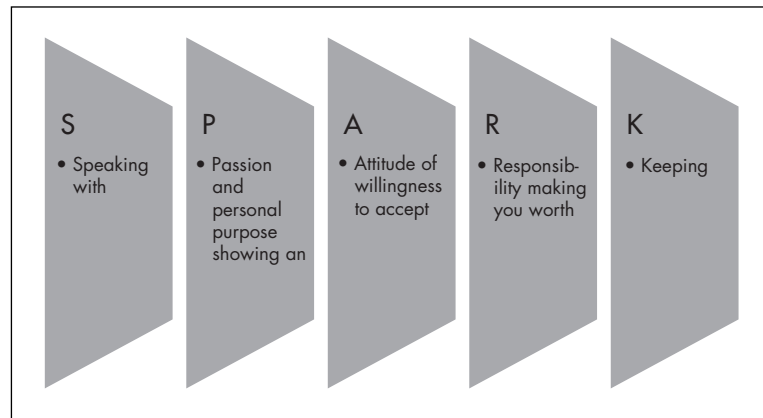 S
• Speaking
with
P
• Passion
and
personal
purpose
showing an
A
• Attitude of
willingness
to accept
R
• Responsib-
ility making
you worth
K
• Keeping